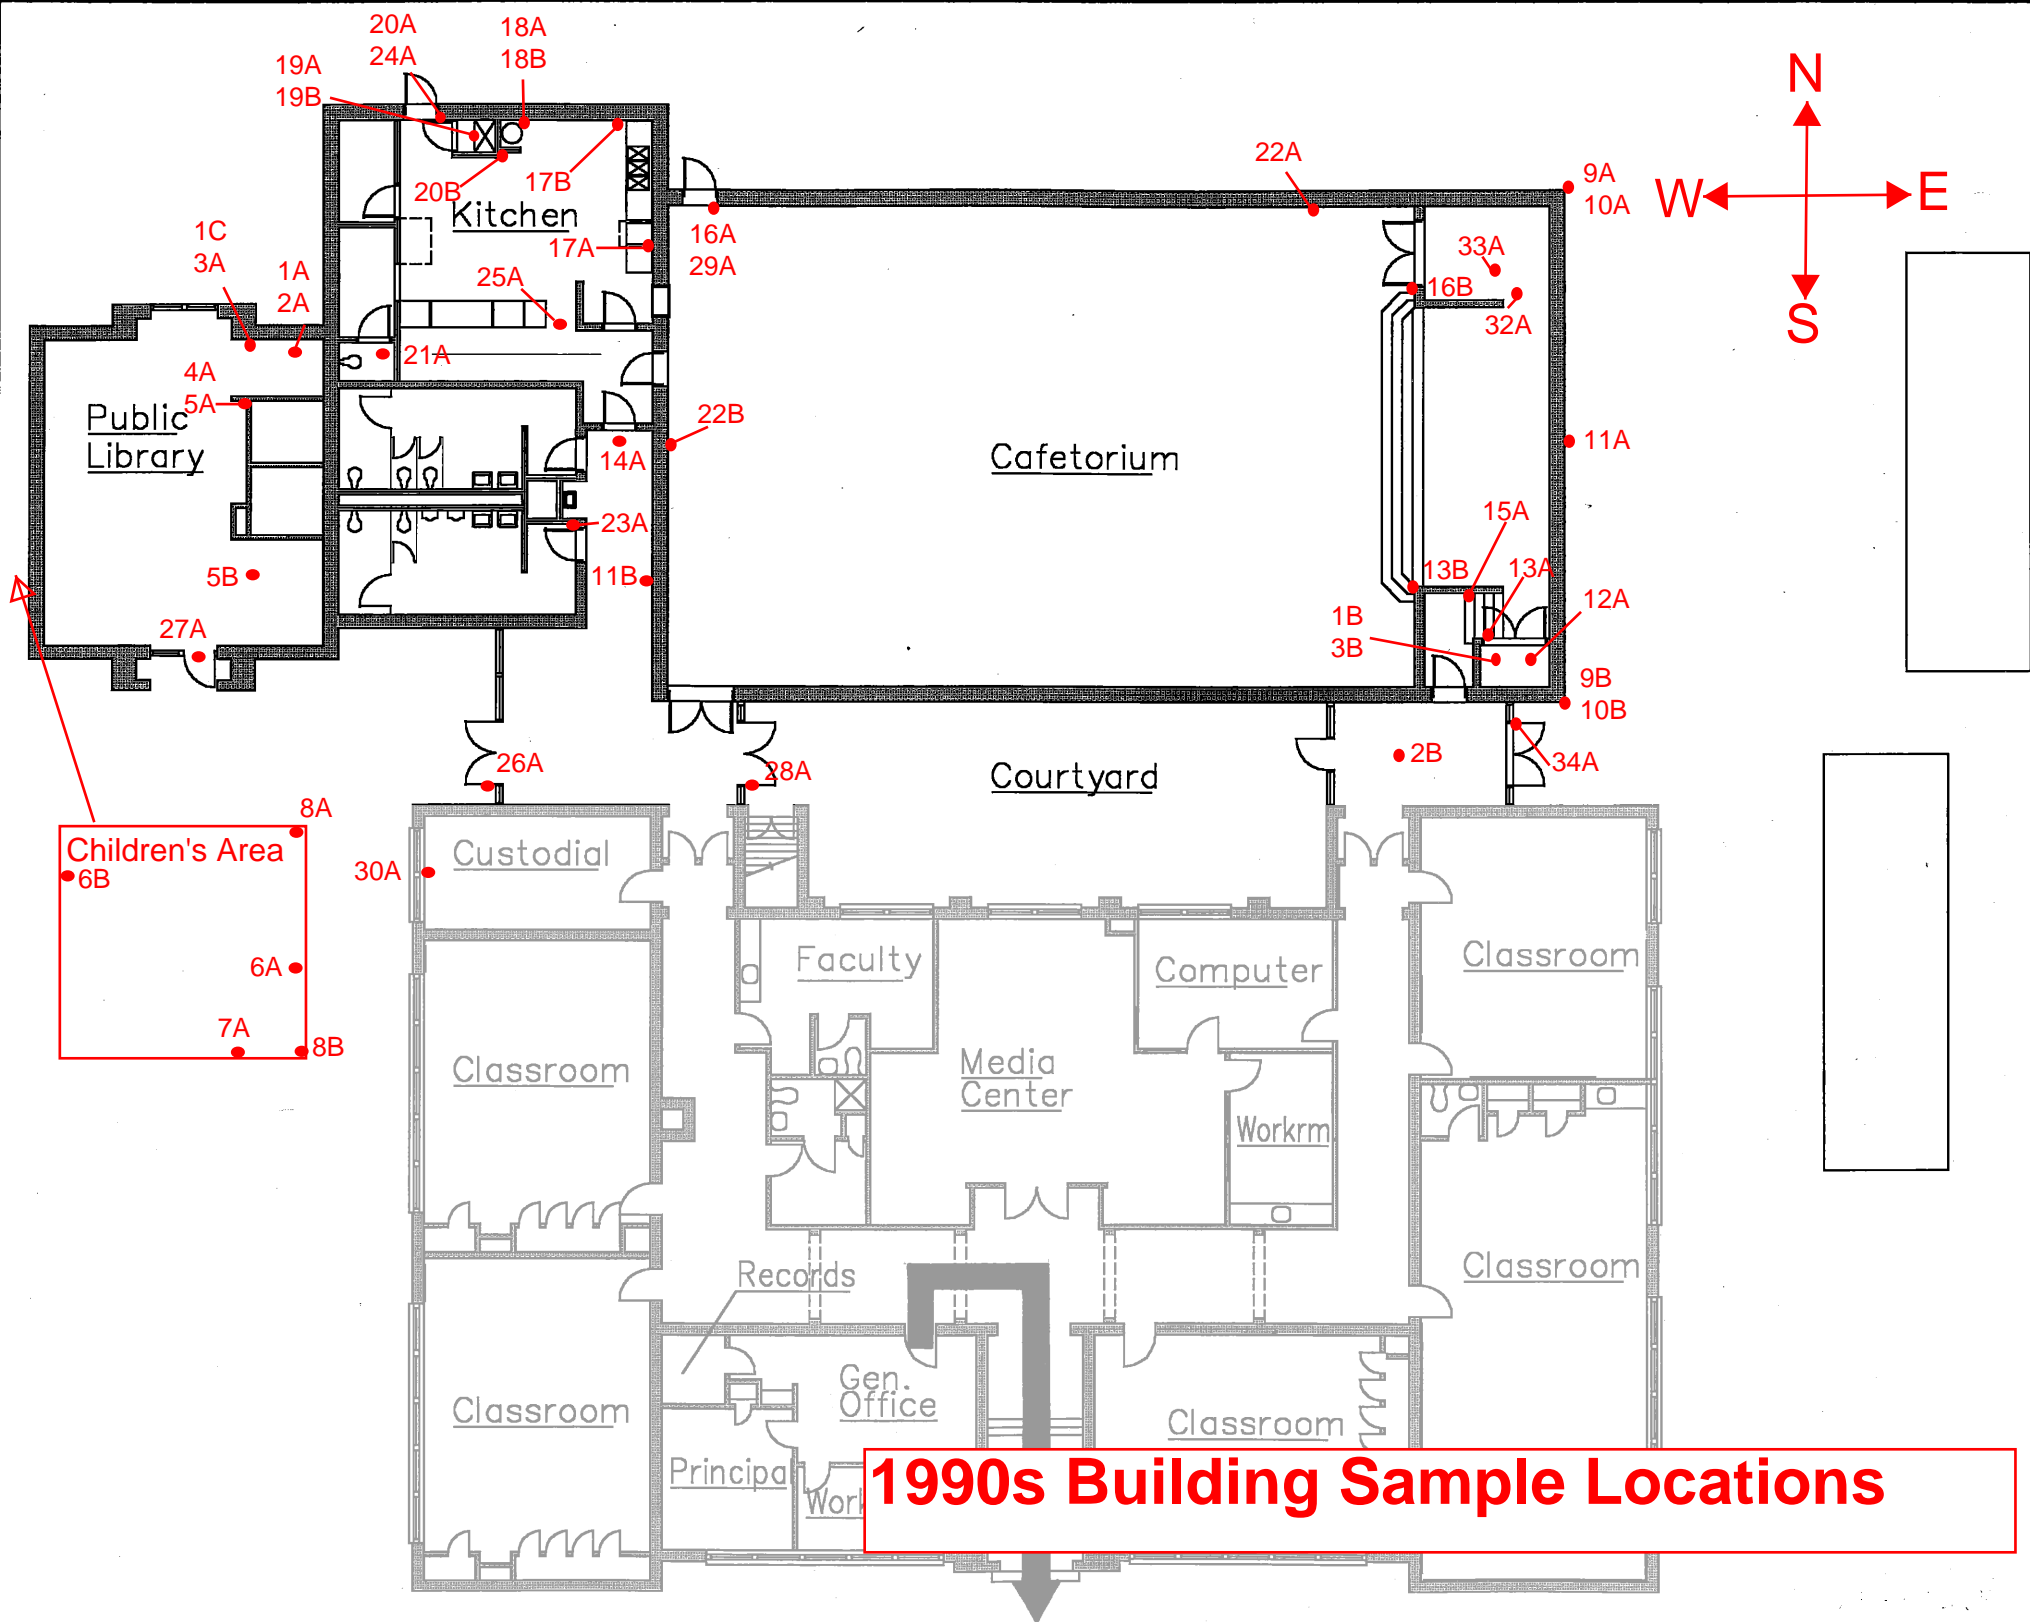 20A
24A
18A
18B
19A
19B
N
W
E
S
22A
9A
10A
20B
17B
Kitchen
17A
16A
29A
33A
16B
32A
1C
3A
1A
2A
25A
21A
4A
5A
Public
Library
22B
14A
Cafetorium
11A
23A
15A
5B
11B
13B
13A
12A
27A
1B
3B
9B
10B
26A
28A
Courtyard
2B
34A
8A
Children's Area
6B
30A
Custodial
6A
7A
8B
Faculty
Computer
Classroom
Classroom
Media
Center
Workrm
Records
Classroom
Classroom
Gen.
Office
Classroom
Principal
Work
1990s Building Sample Locations